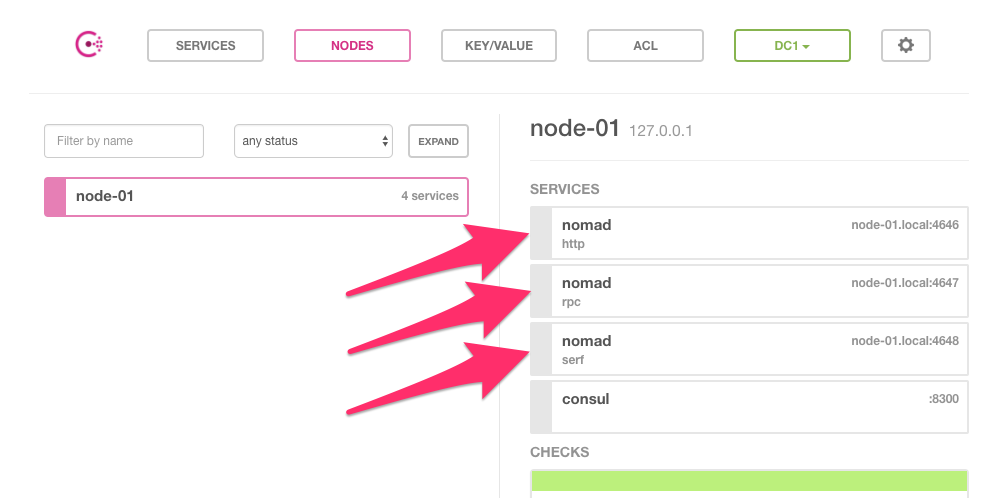 SERVICES NODES KEY/VALUE ACL DC1
Filter by name any status EXPAND
node-01 4 services
node-01 127.0.0.1
SERVICES
nomad node-01.local:4646
http
nomad node-01.local:4647
rpc
nomad node-01.local:4648
serf
consul :8300
CHECKS